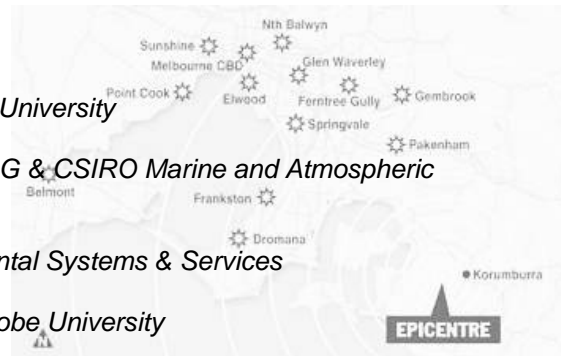 Nth Balwyn
Sunshine
Melbourne CBD
Glen Waverley
Point Cook
Elwood
Ferntree Gully
Gembrook
University
Springvale
Pakenham
G & CSIRO Marine and Atmospheric
Belmont
Frankston
Dromana
ntal Systems & Services
Korumburra
obe University
EPICENTRE
N